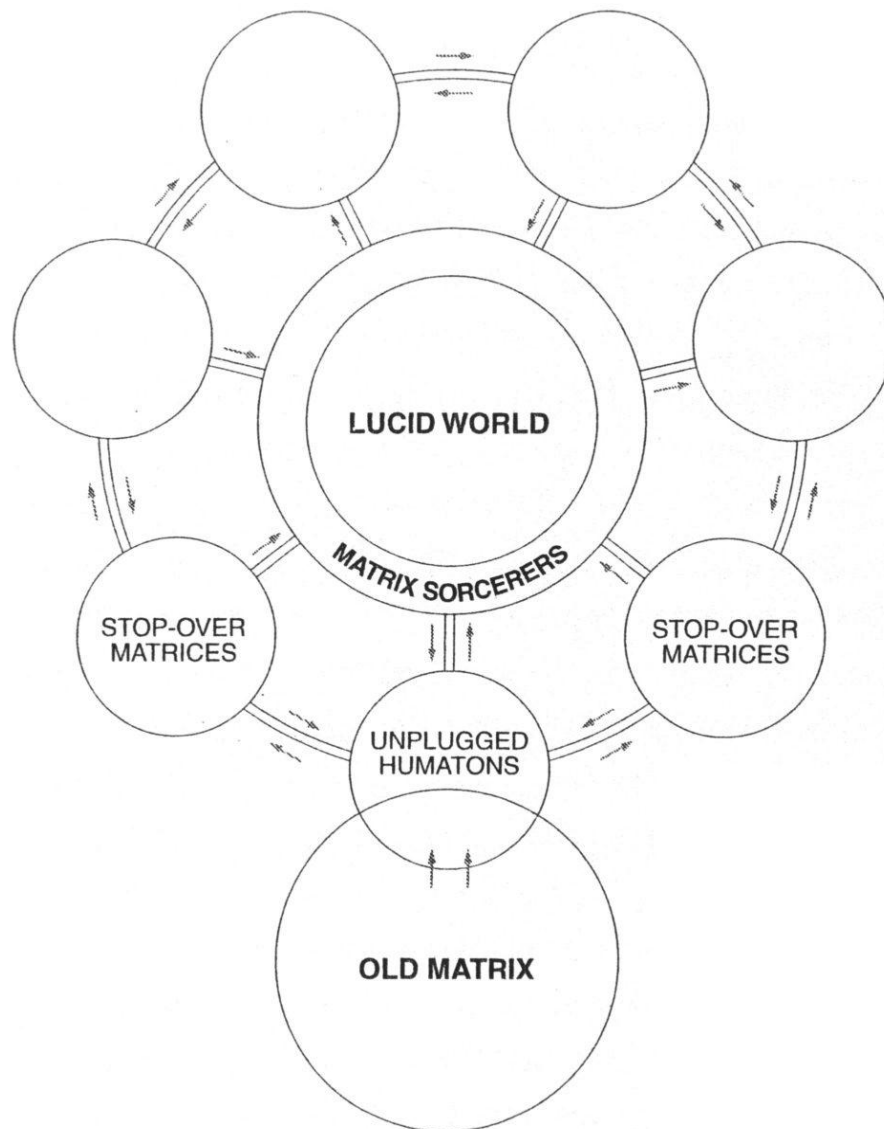 LUCID WORLD
MATRIX SORCERERS
STOP-OVER
MATRICES
STOP-OVER
MATRICES
UNPLUGGED
HUMATONS
OLD MATRIX